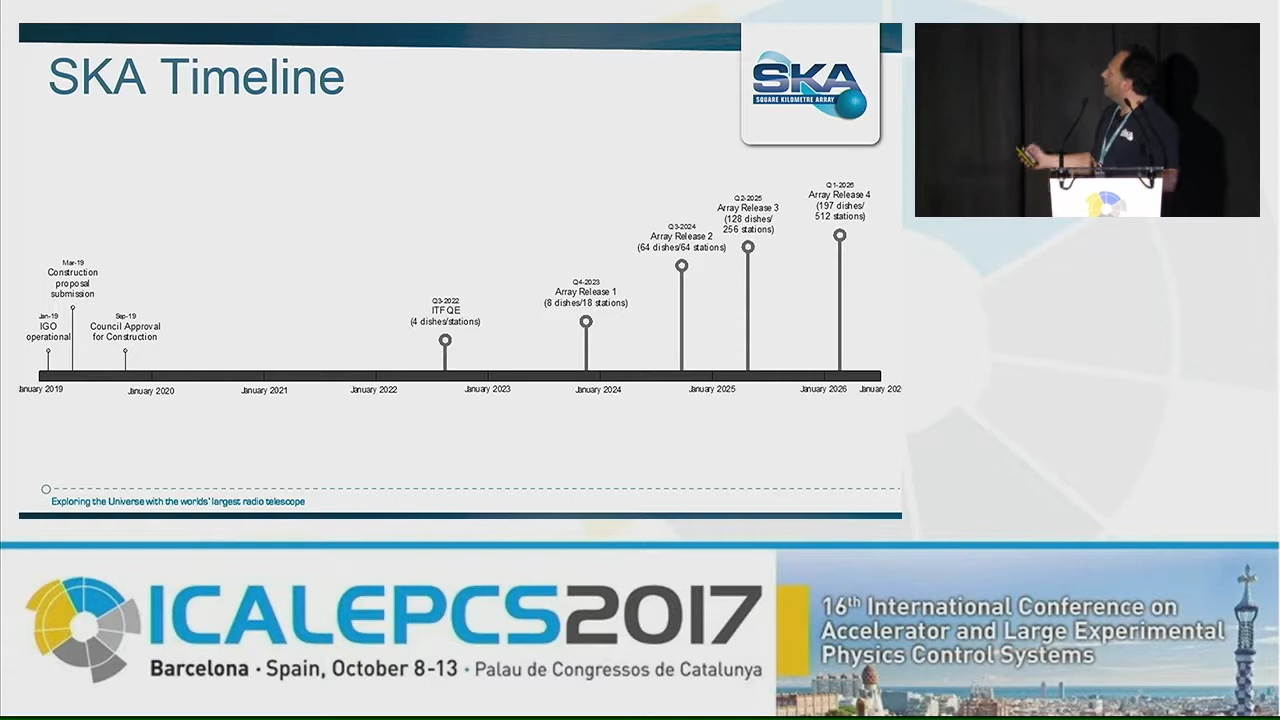 SKA Timeline
SKA
SQUARE KILOMETRE ARRAY
Jan-19
IGO
operational
Mar-19
Construction
proposal
submission
Sep-19
Council Approval
for Construction
Q3-2022
ITF QE
(4 dishes/stations)
Q4-2023
Array Release 1
(8 dishes/18 stations)
Q3-2024
Array Release 2
(64 dishes/64 stations)
Q2-2025
Array Release 3
(128 dishes/
256 stations)
Q1-2026
Array Release 4
(197 dishes/
512 stations)
January 2019 January 2020 January 2021 January 2022 January 2023 January 2024 January 2025 January 2026 January 202
Exploring the Universe with the worlds' largest radio telescope
ICALEPCS2017
Barcelona · Spain, October 8-13 · Palau de Congressos de Catalunya
16th International Conference on
Accelerator and Large Experimental
Physics Control Systems